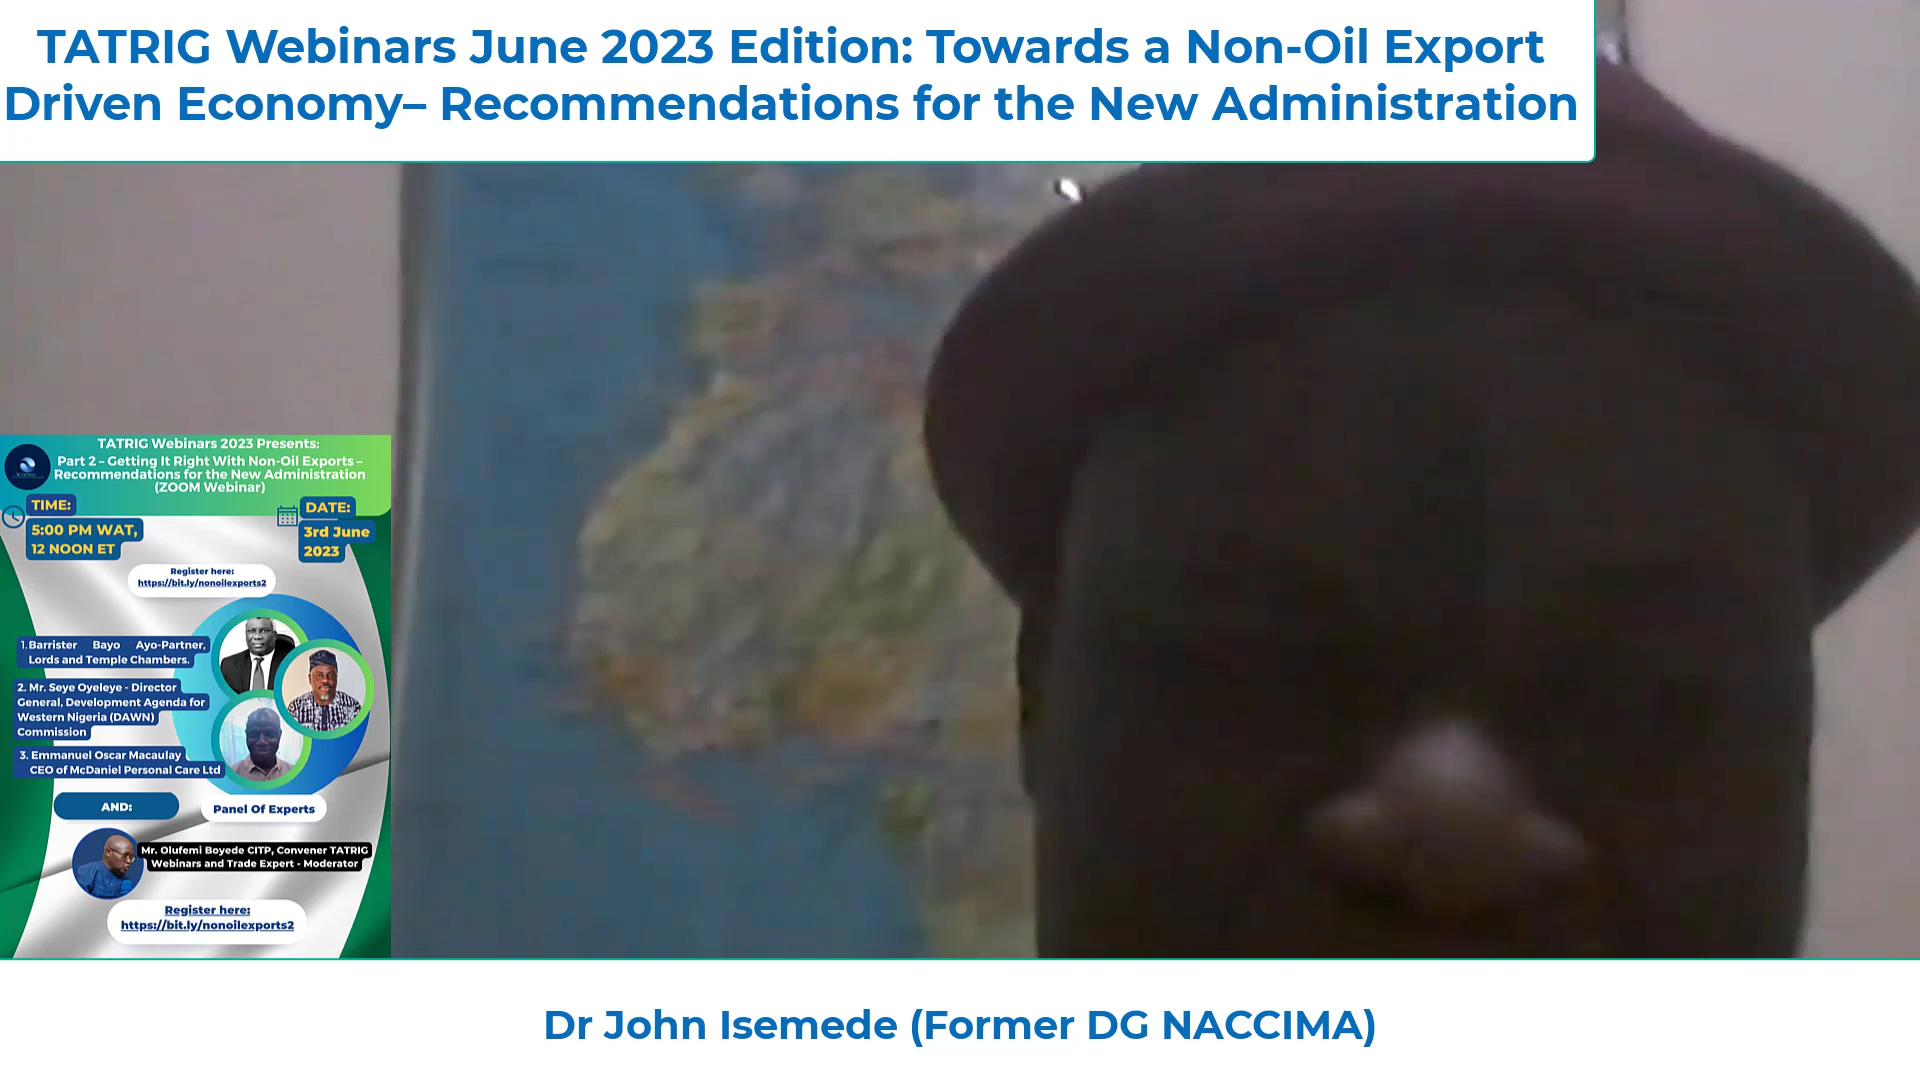 TATRIG Webinars June 2023 Edition: Towards a Non-Oil Export
Driven Economy– Recommendations for the New Administration
TATRIG Webinars 2023 Presents:
Part 2 – Getting It Right With Non-Oil Exports –
Recommendations for the New Administration
(ZOOM Webinar)
TIME:
5:00 PM WAT,
12 NOON ET
DATE:
3rd June
2023
Register here:
https://bit.ly/nonoilexports2
1. Barrister Bayo Ayo-Partner,
Lords and Temple Chambers.
2. Mr. Seye Oyeleye - Director
General, Development Agenda for
Western Nigeria (DAWN)
Commission
3. Emmanuel Oscar Macaulay
CEO of McDaniel Personal Care Ltd
AND:
Panel Of Experts
Mr. Olufemi Boyede CITP, Convener TATRIG
Webinars and Trade Expert - Moderator
Register here:
https://bit.ly/nonoilexports2
Dr John Isemede (Former DG NACCIMA)